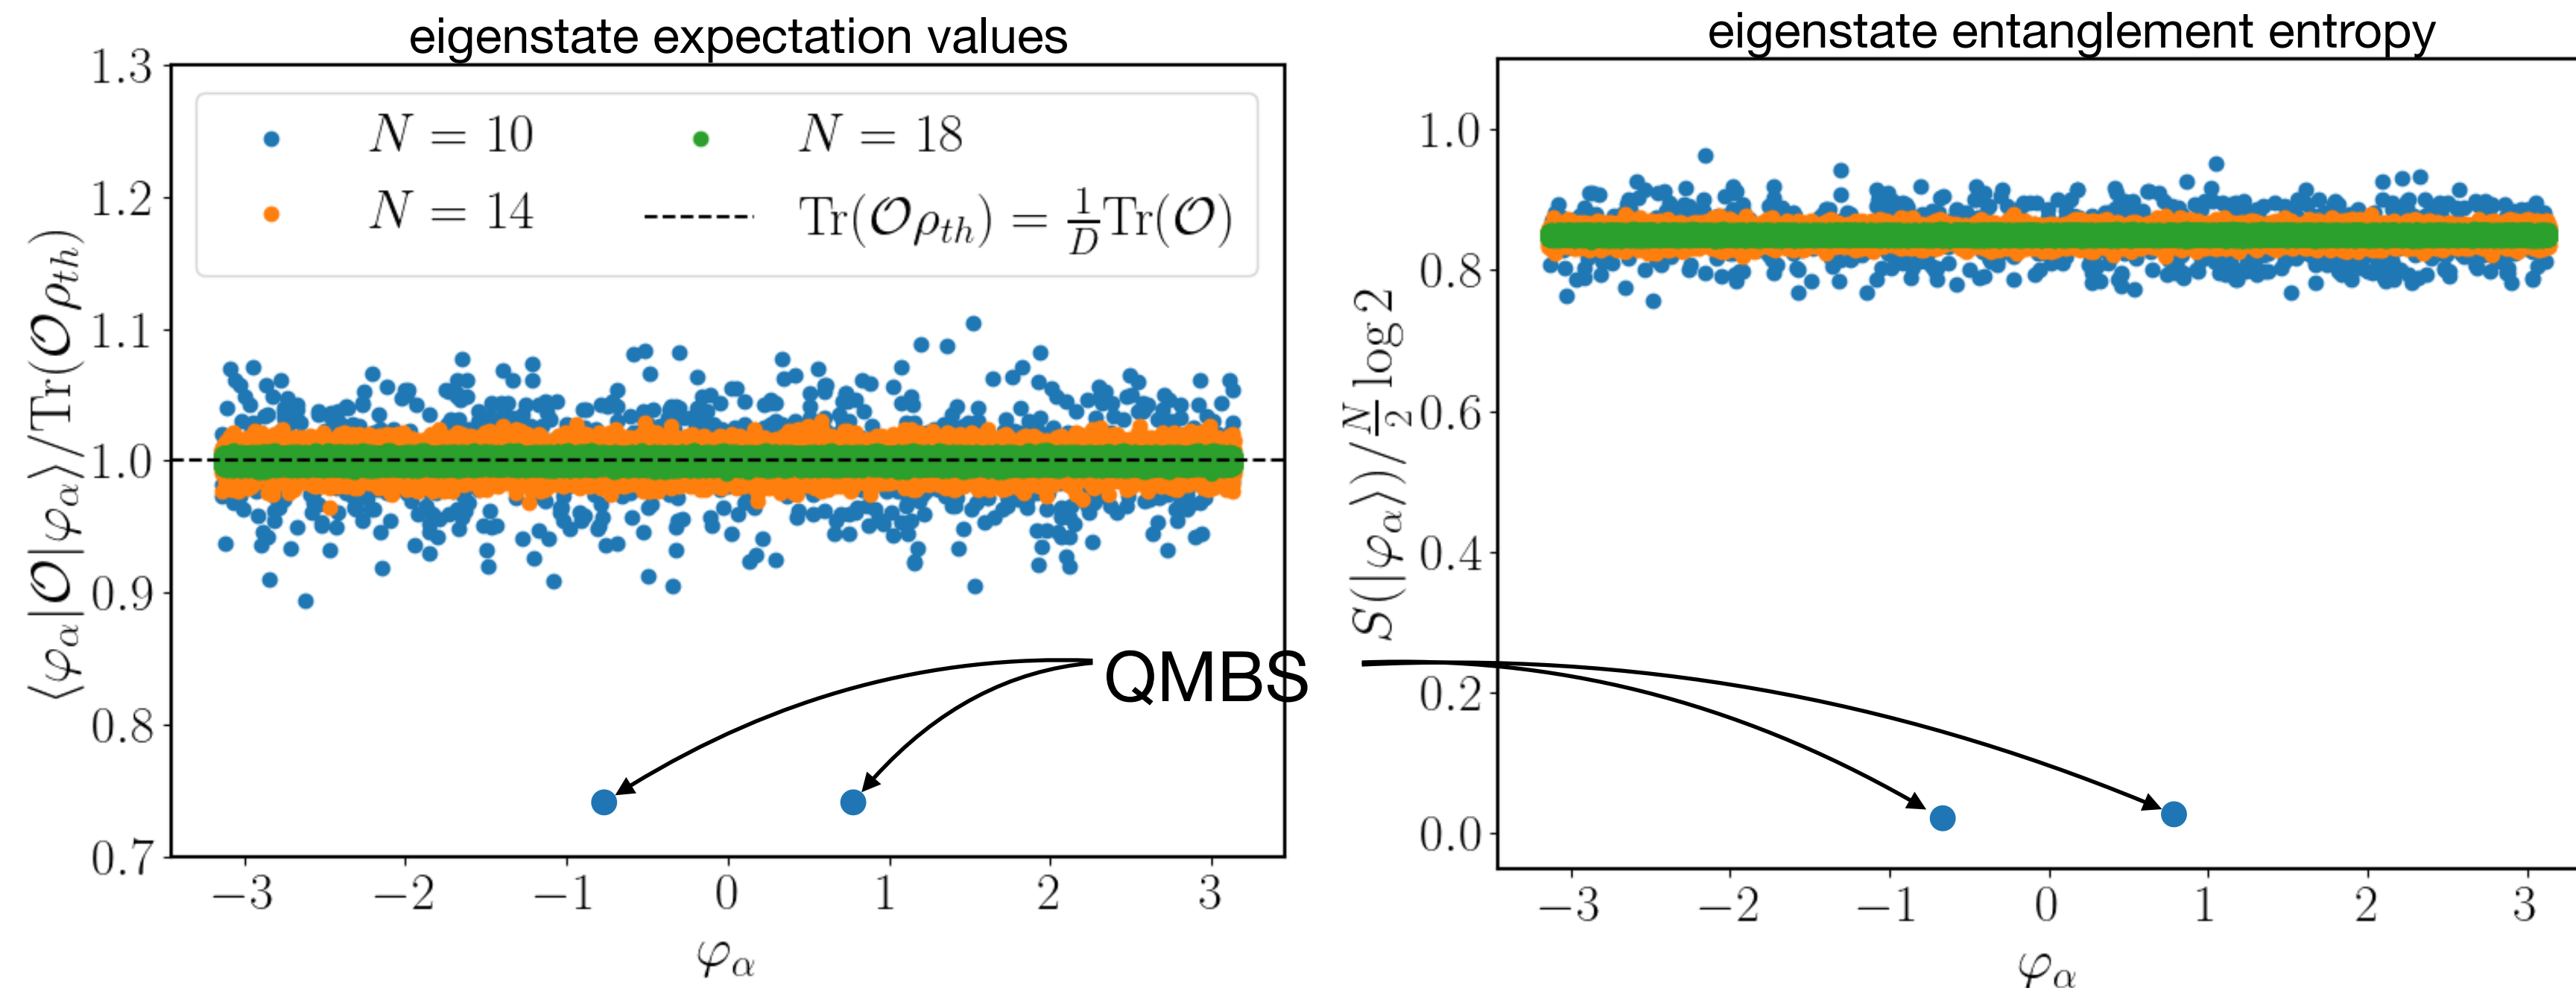 eigenstate expectation values
⟨φ_α|𝒪|φ_α⟩/Tr(𝒪ρ_th)
1.3
1.2
1.1
1.0
0.9
0.8
0.7
N = 10
N = 18
N = 14
Tr(𝒪ρ_th) = 1/D Tr(𝒪)
−3
−2
−1
0
1
2
3
φ_α
QMBS
eigenstate entanglement entropy
S(|φ_α⟩)/N/2 log 2
1.0
0.8
0.6
0.4
0.2
0.0
−3
−2
−1
0
1
2
3
φ_α